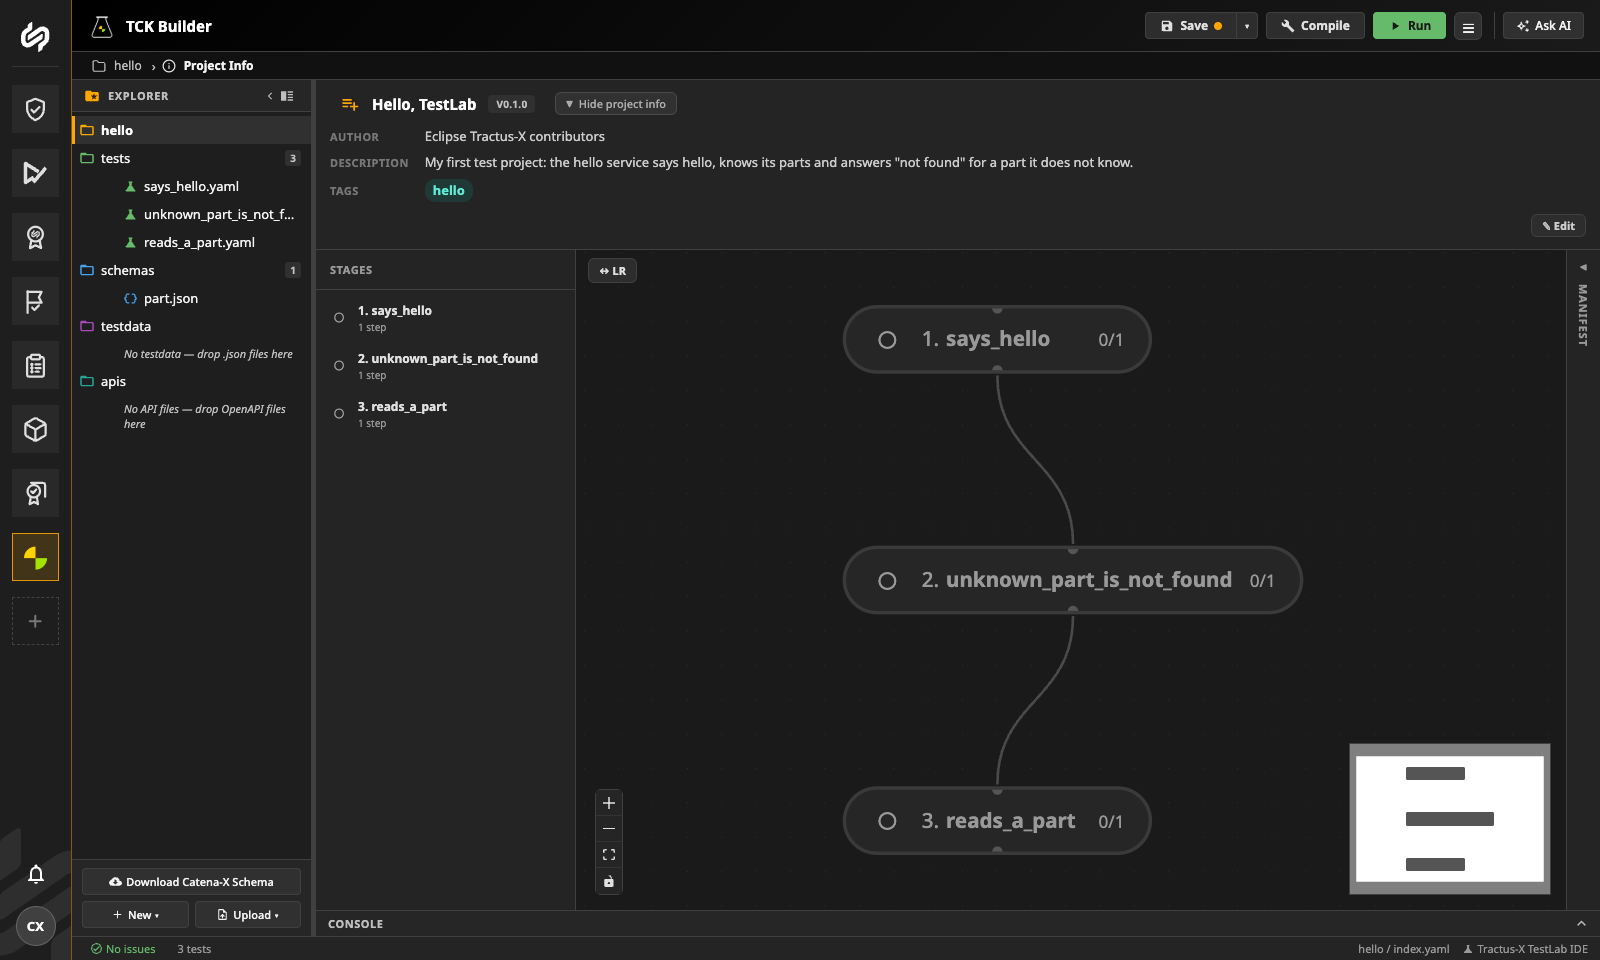 TCK Builder
Save
Compile
Run
Ask AI
hello › Project Info
EXPLORER
hello
tests 3
says_hello.yaml
unknown_part_is_not_f...
reads_a_part.yaml
schemas 1
part.json
testdata
No testdata — drop .json files here
apis
No API files — drop OpenAPI files
here
Download Catena-X Schema
New
Upload
CX
Hello, TestLab V0.1.0
Hide project info
AUTHOR Eclipse Tractus-X contributors
DESCRIPTION My first test project: the hello service says hello, knows its parts and answers "not found" for a part it does not know.
TAGS hello
Edit
STAGES
1. says_hello
1 step
2. unknown_part_is_not_found
1 step
3. reads_a_part
1 step
LR
1. says_hello 0/1
2. unknown_part_is_not_found 0/1
3. reads_a_part 0/1
MANIFEST
CONSOLE
No issues
3 tests
hello / index.yaml
Tractus-X TestLab IDE